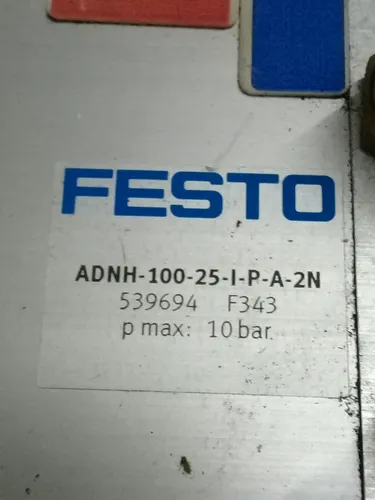 FESTO
ADNH-100-25-I-P-A-2N
539694 F343
p max: 10 bar